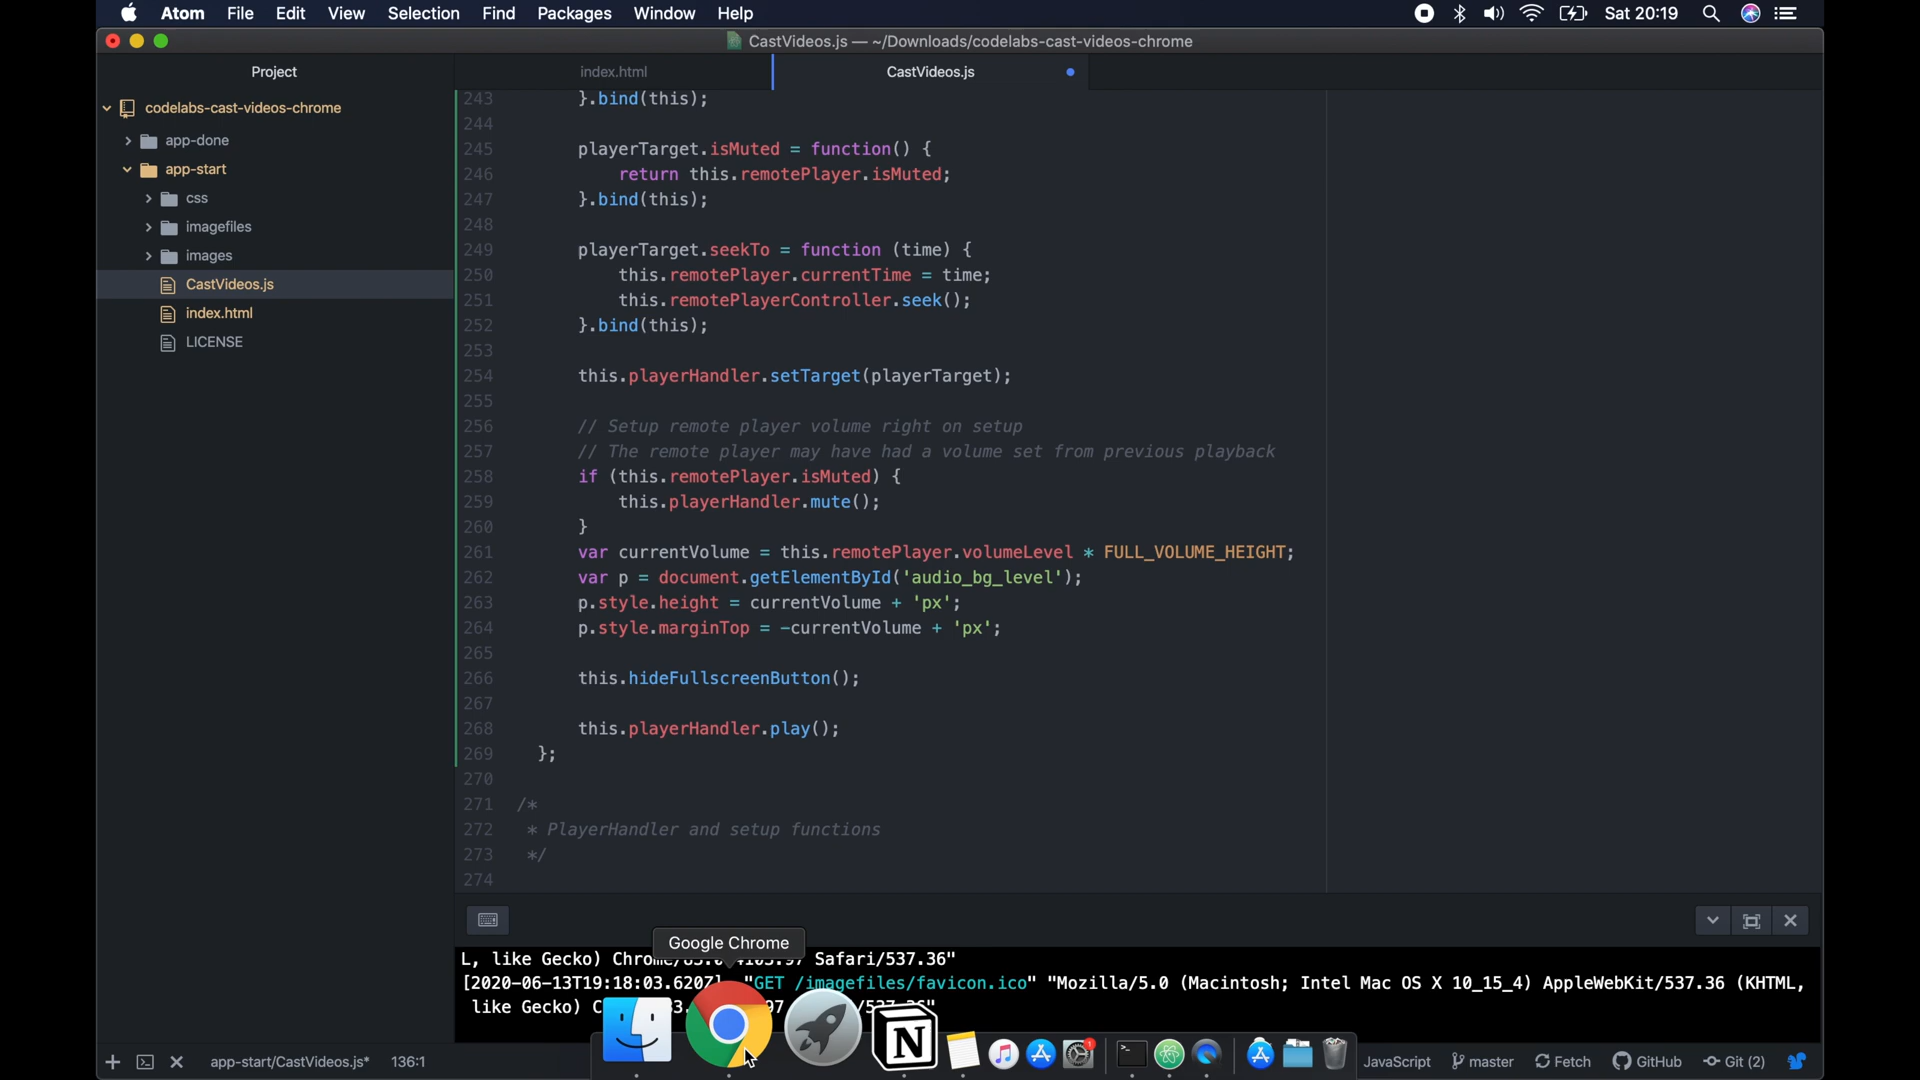 Atom File Edit View Selection Find Packages Window Help Sat 20:19
CastVideos.js — ~/Downloads/codelabs-cast-videos-chrome
Project
index.html
CastVideos.js
codelabs-cast-videos-chrome
app-done
app-start
css
imagefiles
images
CastVideos.js
index.html
LICENSE
243 }.bind(this);
244
245 playerTarget.isMuted = function() {
246 return this.remotePlayer.isMuted;
247 }.bind(this);
248
249 playerTarget.seekTo = function (time) {
250 this.remotePlayer.currentTime = time;
251 this.remotePlayerController.seek();
252 }.bind(this);
253
254 this.playerHandler.setTarget(playerTarget);
255
256 // Setup remote player volume right on setup
257 // The remote player may have had a volume set from previous playback
258 if (this.remotePlayer.isMuted) {
259 this.playerHandler.mute();
260 }
261 var currentVolume = this.remotePlayer.volumeLevel * FULL_VOLUME_HEIGHT;
262 var p = document.getElementById('audio_bg_level');
263 p.style.height = currentVolume + 'px';
264 p.style.marginTop = -currentVolume + 'px';
265
266 this.hideFullscreenButton();
267
268 this.playerHandler.play();
269 };
270
271 /*
272 * PlayerHandler and setup functions
273 */
274
Google Chrome
L, like Gecko) Safari/537.36"
[2020-06-13T19:18:03.620Z] "GET /imagefiles/favicon.ico" "Mozilla/5.0 (Macintosh; Intel Mac OS X 10_15_4) AppleWebKit/537.36 (KHTML,
like Gecko)
app-start/CastVideos.js* 136:1
JavaScript master Fetch GitHub Git (2)